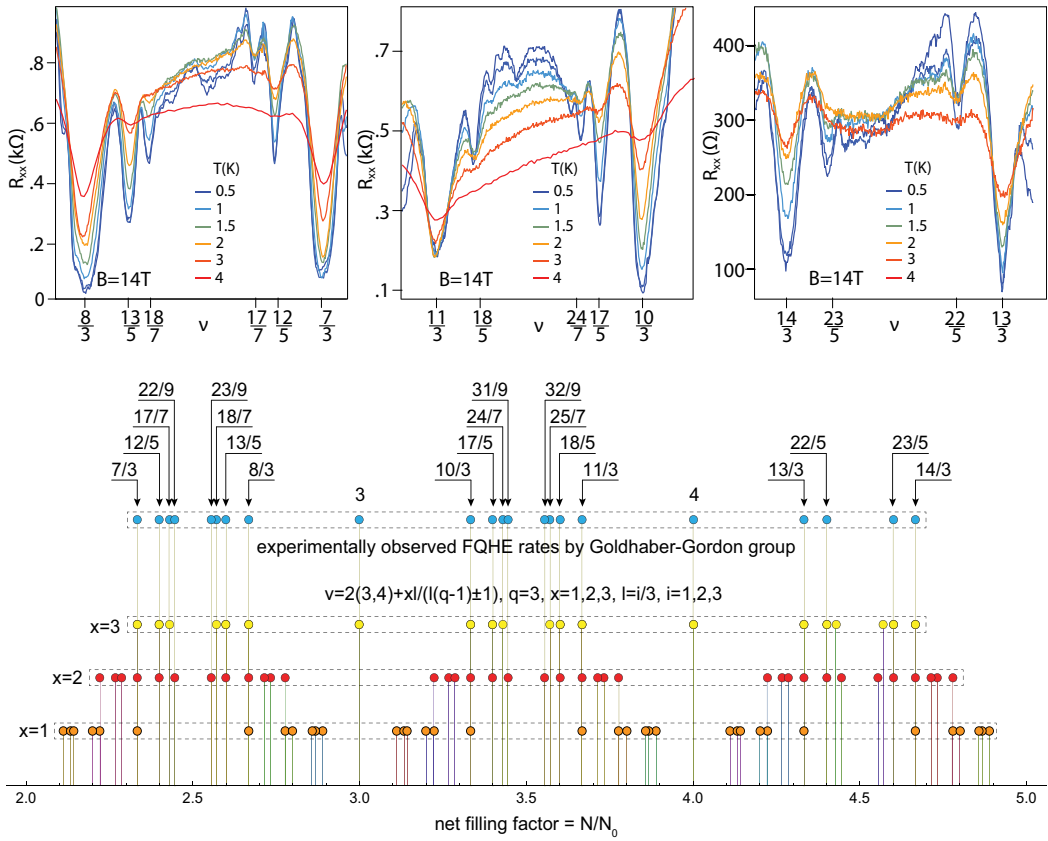 R_xx (kΩ)
.8
.6
.4
.2
0
T(K)
0.5
1
1.5
2
3
4
B=14T
8/3 13/5 18/7 ν 17/7 12/5 7/3
R_xx (kΩ)
.7
.5
.3
.1
T(K)
0.5
1
1.5
2
3
4
B=14T
11/3 18/5 ν 24/7 17/5 10/3
R_xx (Ω)
400
300
200
100
T(K)
0.5
1
1.5
2
3
4
B=14T
14/3 23/5 ν 22/5 13/3
22/9 23/9 31/9 32/9
17/7 18/7 24/7 25/7
12/5 13/5 17/5 18/5 22/5 23/5
7/3 8/3 10/3 11/3 13/3 14/3
3 4
experimentally observed FQHE rates by Goldhaber-Gordon group
v=2(3,4)+xl/(l(q-1)±1), q=3, x=1,2,3, l=i/3, i=1,2,3
x=3
x=2
x=1
2.0 2.5 3.0 3.5 4.0 4.5 5.0
net filling factor = N/N₀